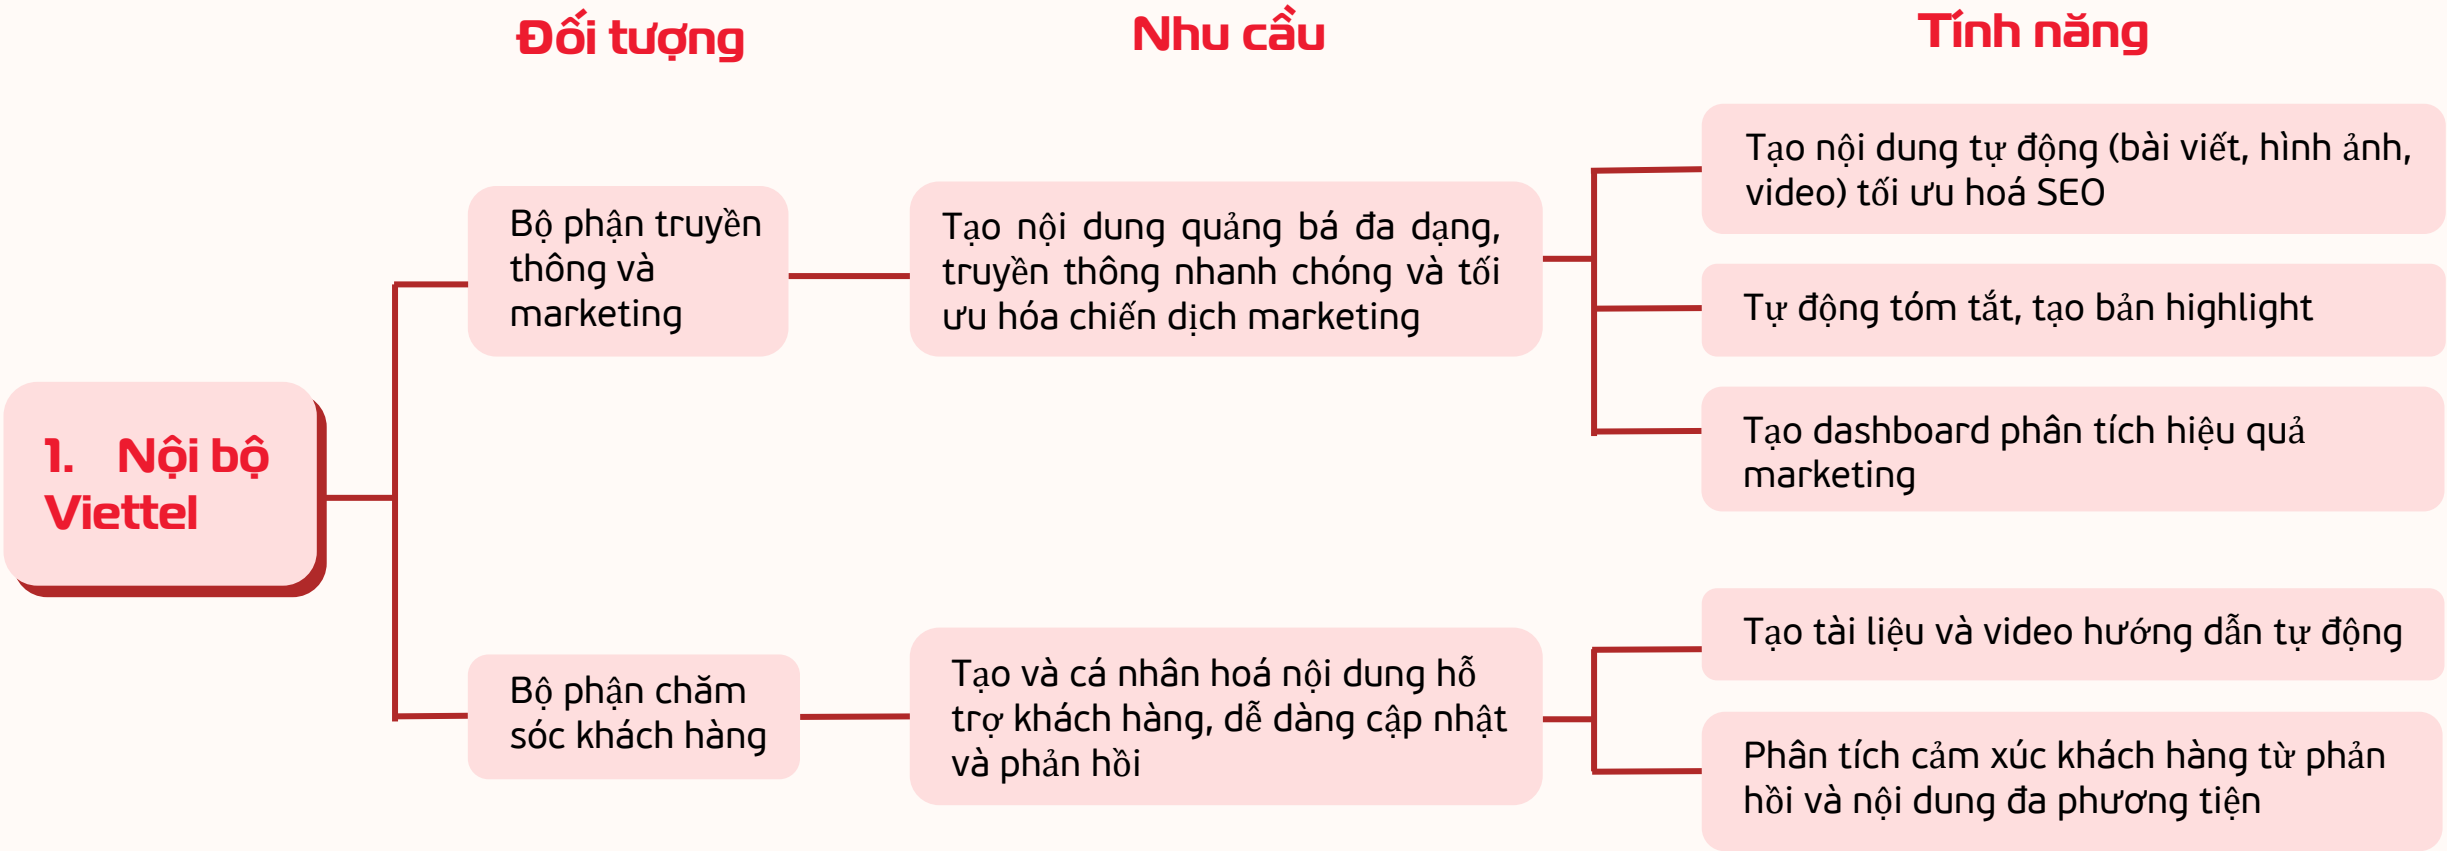 Đối tượng
Nhu cầu
Tính năng
1. Nội bộ
Viettel
Bộ phận truyền
thông và
marketing
Tạo nội dung quảng bá đa dạng,
truyền thông nhanh chóng và tối
ưu hóa chiến dịch marketing
Tạo nội dung tự động (bài viết, hình ảnh,
video) tối ưu hoá SEO
Tự động tóm tắt, tạo bản highlight
Tạo dashboard phân tích hiệu quả
marketing
Bộ phận chăm
sóc khách hàng
Tạo và cá nhân hoá nội dung hỗ
trợ khách hàng, dễ dàng cập nhật
và phản hồi
Tạo tài liệu và video hướng dẫn tự động
Phân tích cảm xúc khách hàng từ phản
hồi và nội dung đa phương tiện